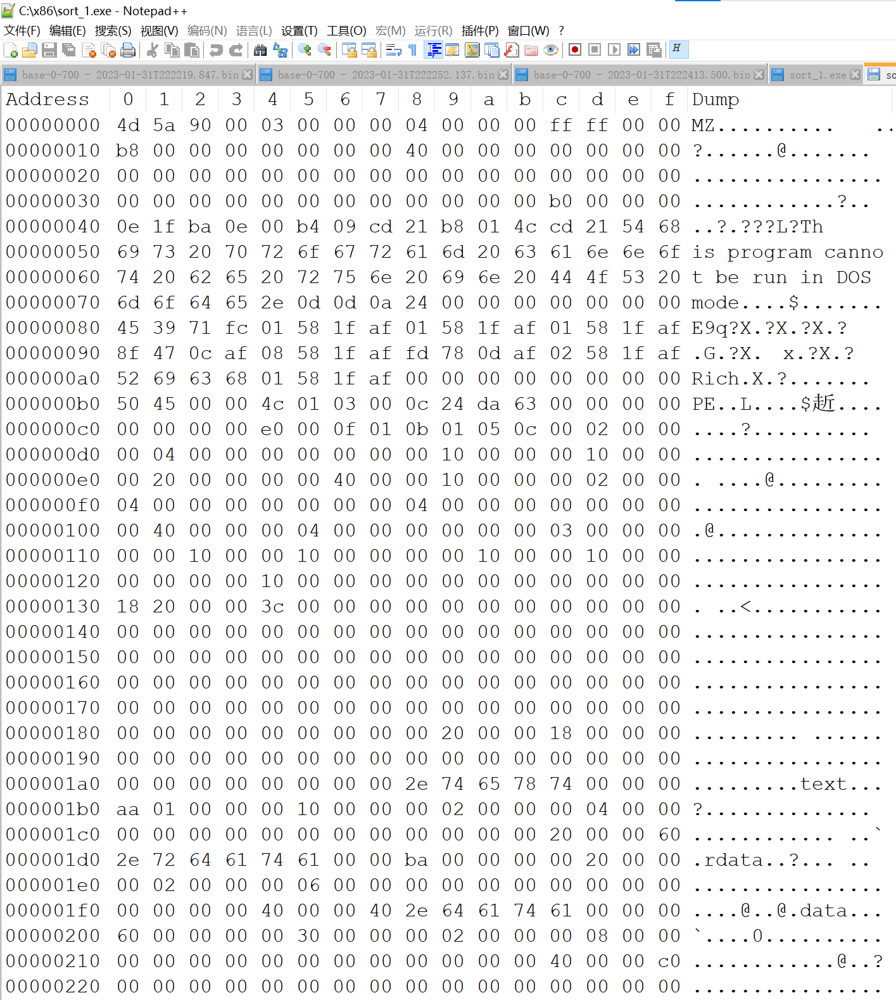 C:\x86\sort_1.exe - Notepad++
文件(F) 编辑(E) 搜索(S) 视图(V) 编码(N) 语言(L) 设置(T) 工具(O) 宏(M) 运行(R) 插件(P) 窗口(W) ?
base-0-700 - 2023-01-31T222219.847.bin base-0-700 - 2023-01-31T222252.137.bin base-0-700 - 2023-01-31T222413.500.bin sort_1.exe so
Address 0 1 2 3 4 5 6 7 8 9 a b c d e f Dump
00000000 4d 5a 90 00 03 00 00 00 04 00 00 00 ff ff 00 00 MZ.......... ..
00000010 b8 00 00 00 00 00 00 00 40 00 00 00 00 00 00 00 ?......@.......
00000020 00 00 00 00 00 00 00 00 00 00 00 00 00 00 00 00 ................
00000030 00 00 00 00 00 00 00 00 00 00 00 00 b0 00 00 00 ............?..
00000040 0e 1f ba 0e 00 b4 09 cd 21 b8 01 4c cd 21 54 68 ..?.???L?Th
00000050 69 73 20 70 72 6f 67 72 61 6d 20 63 61 6e 6e 6f is program canno
00000060 74 20 62 65 20 72 75 6e 20 69 6e 20 44 4f 53 20 t be run in DOS
00000070 6d 6f 64 65 2e 0d 0d 0a 24 00 00 00 00 00 00 00 mode....$.......
00000080 45 39 71 fc 01 58 1f af 01 58 1f af 01 58 1f af E9q?X.?X.?X.?
00000090 8f 47 0c af 08 58 1f af fd 78 0d af 02 58 1f af .G.?X. x.?X.?
000000a0 52 69 63 68 01 58 1f af 00 00 00 00 00 00 00 00 Rich.X.?.......
000000b0 50 45 00 00 4c 01 03 00 0c 24 da 63 00 00 00 00 PE..L....$赾....
000000c0 00 00 00 00 e0 00 0f 01 0b 01 05 0c 00 02 00 00 ....?..........
000000d0 00 04 00 00 00 00 00 00 00 10 00 00 00 10 00 00 ................
000000e0 00 20 00 00 00 00 40 00 00 10 00 00 00 02 00 00 . ....@.........
000000f0 04 00 00 00 00 00 00 00 04 00 00 00 00 00 00 00 ................
00000100 00 40 00 00 00 04 00 00 00 00 00 00 03 00 00 00 .@..............
00000110 00 00 10 00 00 10 00 00 00 00 10 00 00 10 00 00 ................
00000120 00 00 00 00 10 00 00 00 00 00 00 00 00 00 00 00 ................
00000130 18 20 00 00 3c 00 00 00 00 00 00 00 00 00 00 00 . ..<...........
00000140 00 00 00 00 00 00 00 00 00 00 00 00 00 00 00 00 ................
00000150 00 00 00 00 00 00 00 00 00 00 00 00 00 00 00 00 ................
00000160 00 00 00 00 00 00 00 00 00 00 00 00 00 00 00 00 ................
00000170 00 00 00 00 00 00 00 00 00 00 00 00 00 00 00 00 ................
00000180 00 00 00 00 00 00 00 00 00 20 00 00 18 00 00 00 ......... ......
00000190 00 00 00 00 00 00 00 00 00 00 00 00 00 00 00 00 ................
000001a0 00 00 00 00 00 00 00 00 2e 74 65 78 74 00 00 00 .........text...
000001b0 aa 01 00 00 00 10 00 00 00 02 00 00 00 04 00 00 ?..............
000001c0 00 00 00 00 00 00 00 00 00 00 00 00 20 00 00 60 ............ ..`
000001d0 2e 72 64 61 74 61 00 00 ba 00 00 00 00 20 00 00 .rdata..?... ..
000001e0 00 02 00 00 00 06 00 00 00 00 00 00 00 00 00 00 ................
000001f0 00 00 00 00 40 00 00 40 2e 64 61 74 61 00 00 00 ....@..@.data...
00000200 60 00 00 00 00 30 00 00 00 02 00 00 00 08 00 00 `....0..........
00000210 00 00 00 00 00 00 00 00 00 00 00 00 40 00 00 c0 ............@..?
00000220 00 00 00 00 00 00 00 00 00 00 00 00 00 00 00 00 ................